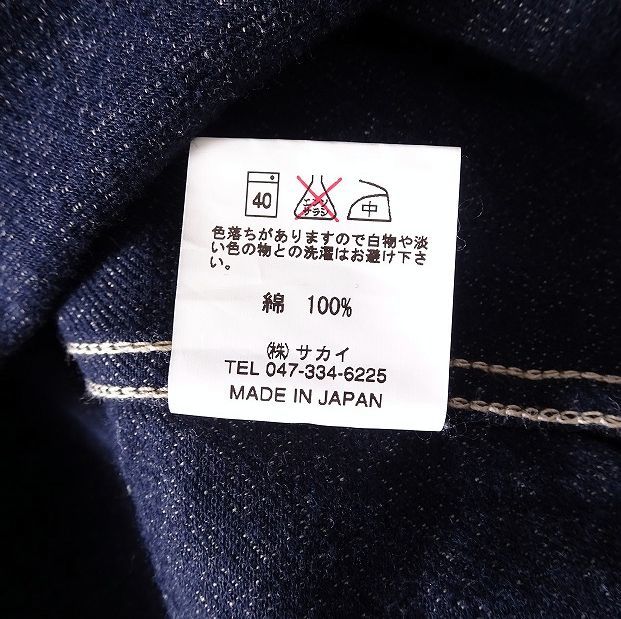 40
エンソ
サラシ
中
色落ちがありますので白物や淡
い色の物との洗濯はお避け下さ
い。
綿 100%
㈱サカイ
TEL 047-334-6225
MADE IN JAPAN